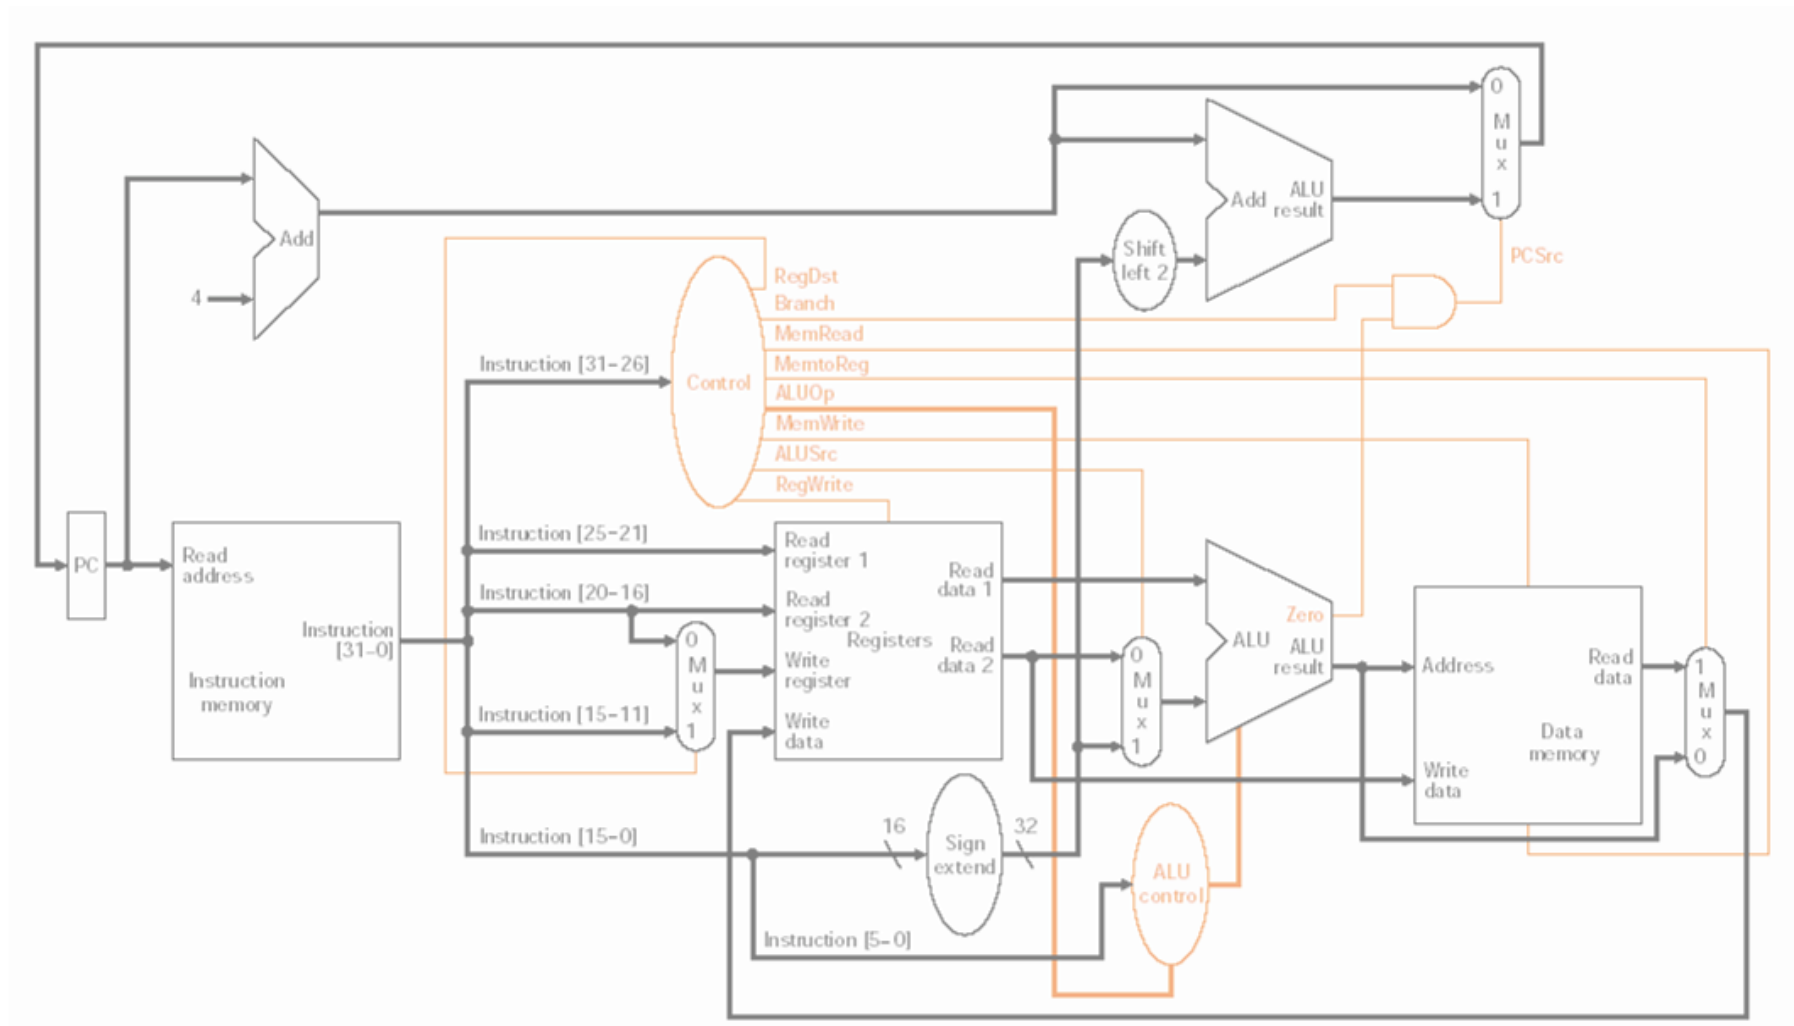 0
M
u
x
1
Add
ALU
result
Add
4
Shift
left 2
PCSrc
RegDst
Branch
MemRead
MemtoReg
ALUOp
MemWrite
ALUSrc
RegWrite
Control
Instruction [31-26]
Instruction [25-21]
Instruction [20-16]
Instruction [15-11]
Instruction [15-0]
Instruction [5-0]
PC
Read
address
Instruction
[31-0]
Instruction
memory
0
M
u
x
1
Read
register 1
Read
register 2
Write
register
Write
data
Registers
Read
data 1
Read
data 2
0
M
u
x
1
Zero
ALU
ALU
result
Address
Write
data
Read
data
Data
memory
1
M
u
x
0
16
Sign
extend
32
ALU
control